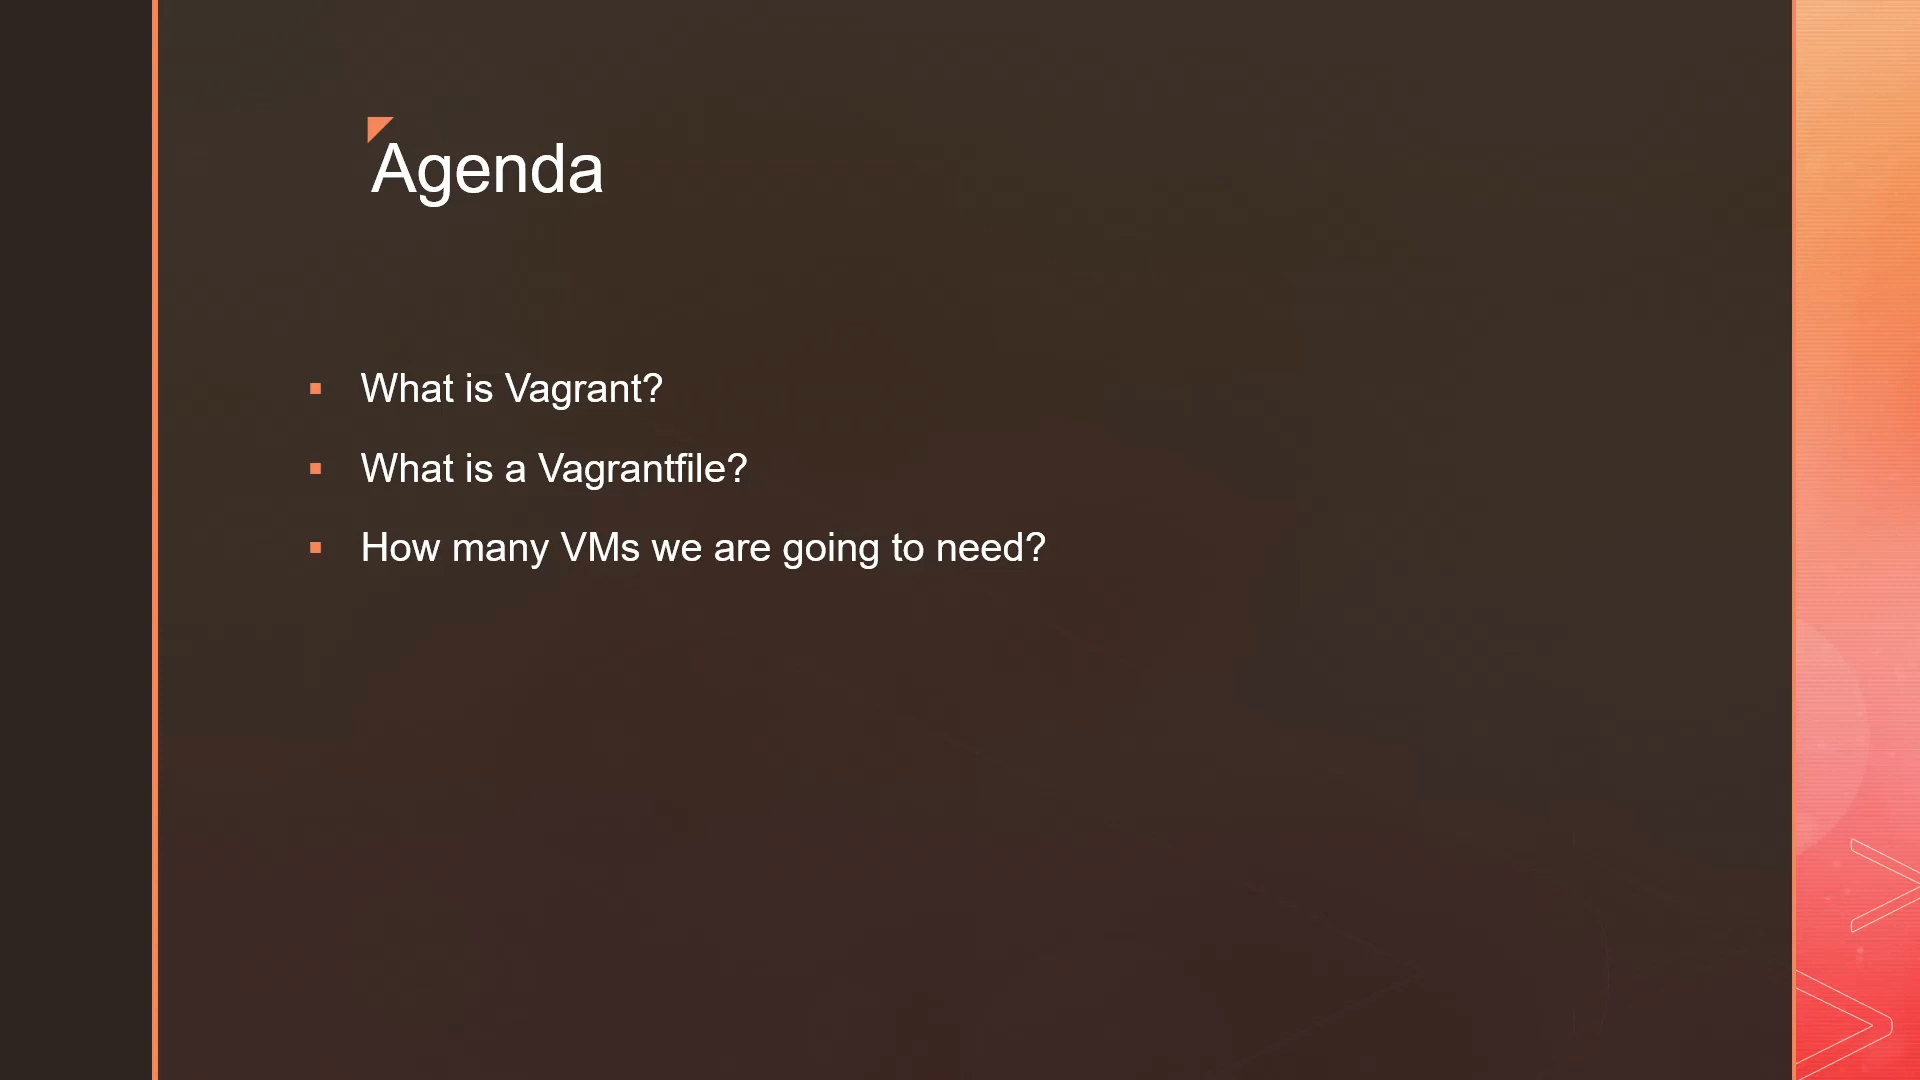 Agenda
What is Vagrant?
What is a Vagrantfile?
How many VMs we are going to need?